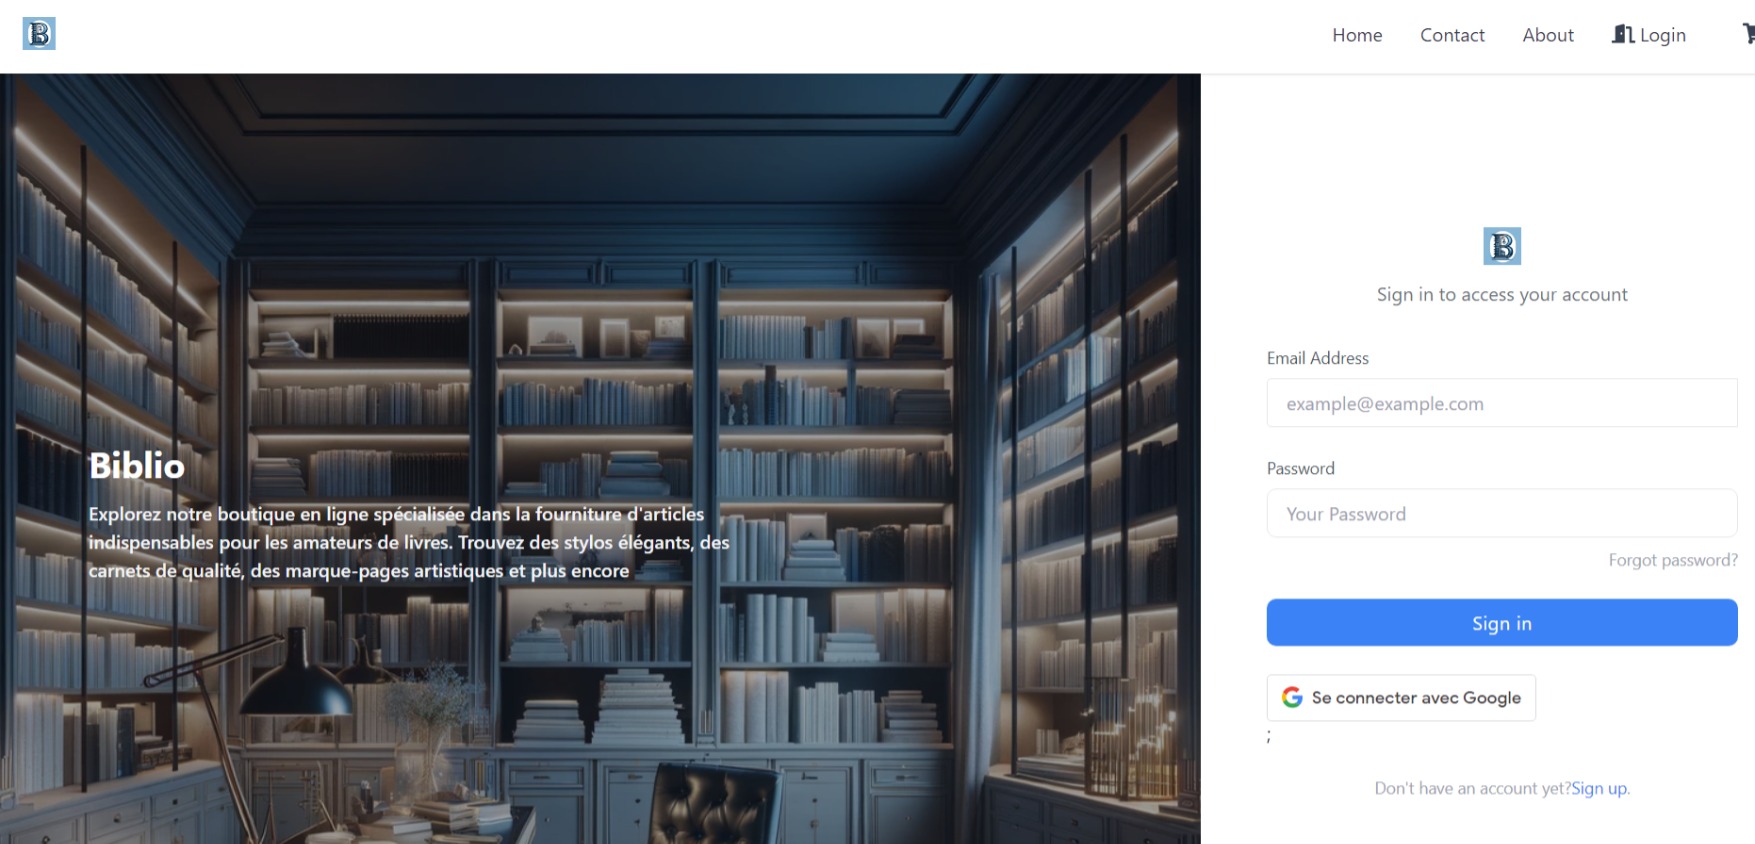 B
Home Contact About Login
Biblio
Explorez notre boutique en ligne spécialisée dans la fourniture d'articles
indispensables pour les amateurs de livres. Trouvez des stylos élégants, des
carnets de qualité, des marque-pages artistiques et plus encore
B
Sign in to access your account
Email Address
example@example.com
Password
Your Password
Forgot password?
Sign in
Se connecter avec Google
;
Don't have an account yet?Sign up.